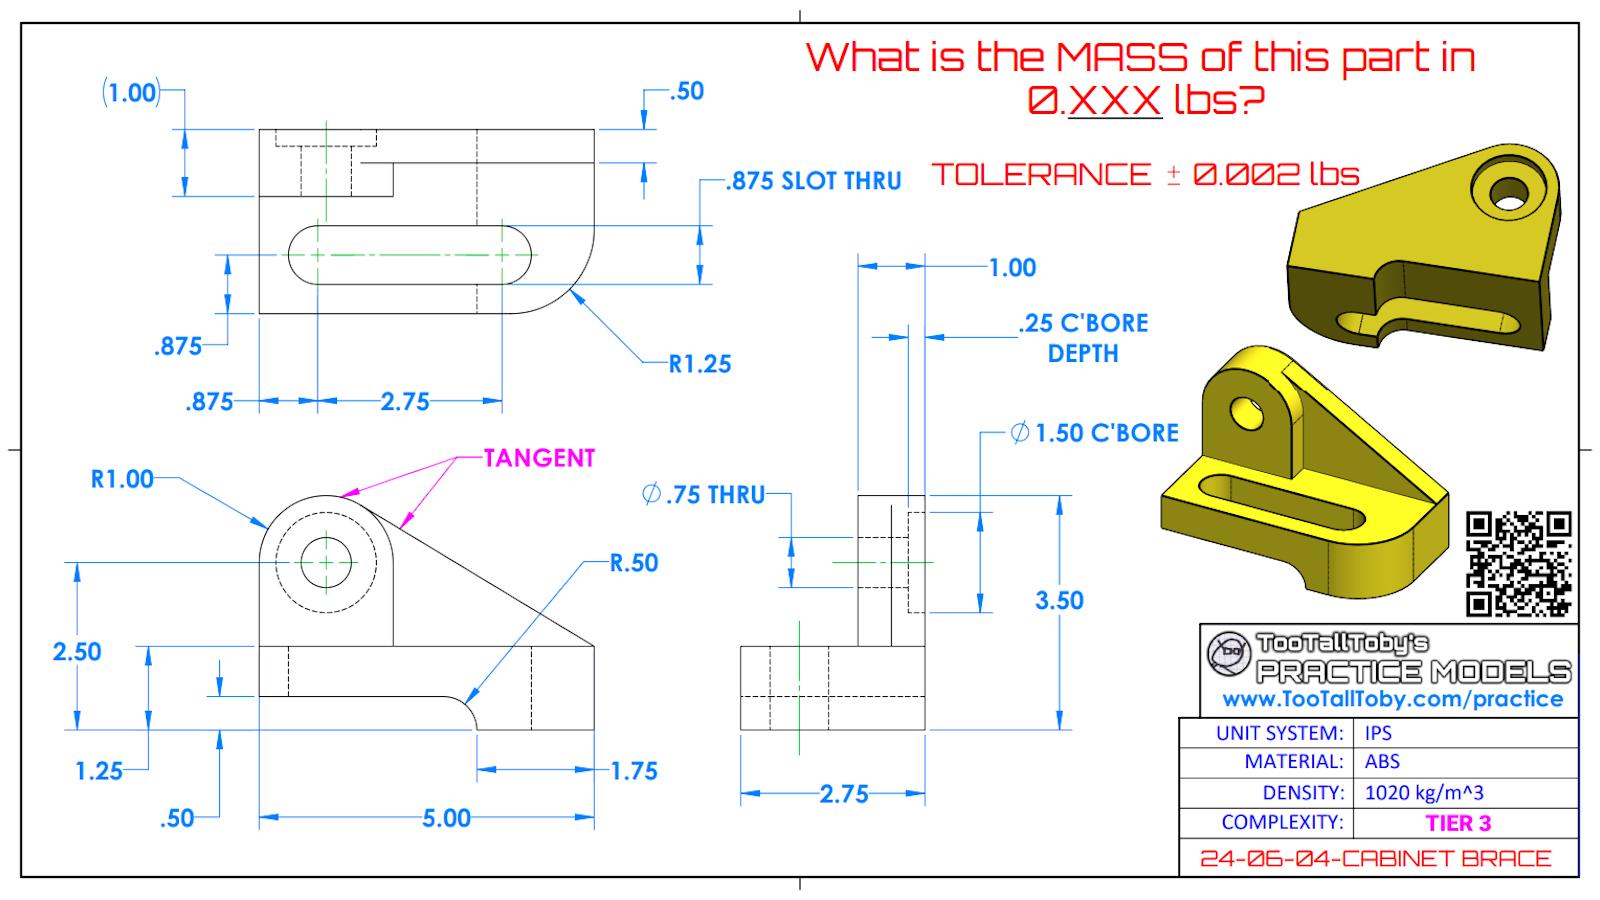 What is the MASS of this part in
0.XXX lbs?
TOLERANCE ± 0.002 lbs
(1.00)
.50
.875 SLOT THRU
.875
R1.25
.875
2.75
1.00
.25 C'BORE
DEPTH
TANGENT
R1.00
⌀ 1.50 C'BORE
⌀ .75 THRU
R.50
2.50
3.50
1.25
1.75
.50
5.00
2.75
TooTallToby's
PRACTICE MODELS
www.TooTallToby.com/practice
UNIT SYSTEM: IPS
MATERIAL: ABS
DENSITY: 1020 kg/m^3
COMPLEXITY: TIER 3
24-06-04-CABINET BRACE